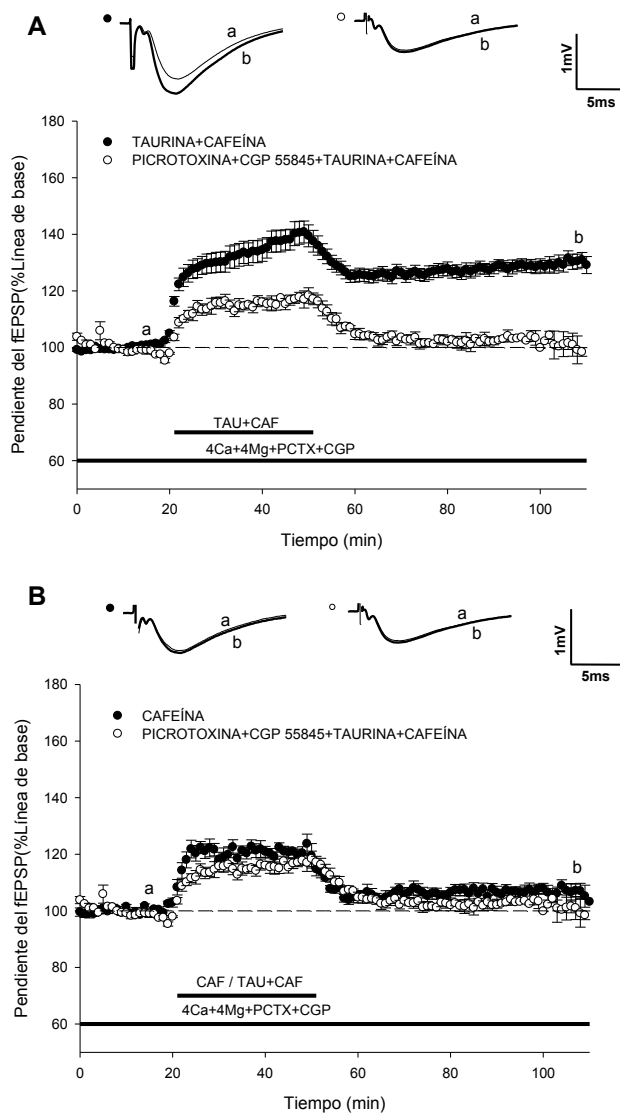 A
a
b
a
b
1mV
5ms
180
TAURINA+CAFEÍNA
PICROTOXINA+CGP 55845+TAURINA+CAFEÍNA
160
140
b
120
a
100
80
TAU+CAF
4Ca+4Mg+PCTX+CGP
60
Pendiente del fEPSP(%Línea de base)
0 20 40 60 80 100
Tiempo (min)
B
a
b
a
b
1mV
5ms
180
CAFEÍNA
PICROTOXINA+CGP 55845+TAURINA+CAFEÍNA
160
140
120
b
a
100
80
CAF / TAU+CAF
4Ca+4Mg+PCTX+CGP
60
Pendiente del fEPSP(%Línea de base)
0 20 40 60 80 100
Tiempo (min)